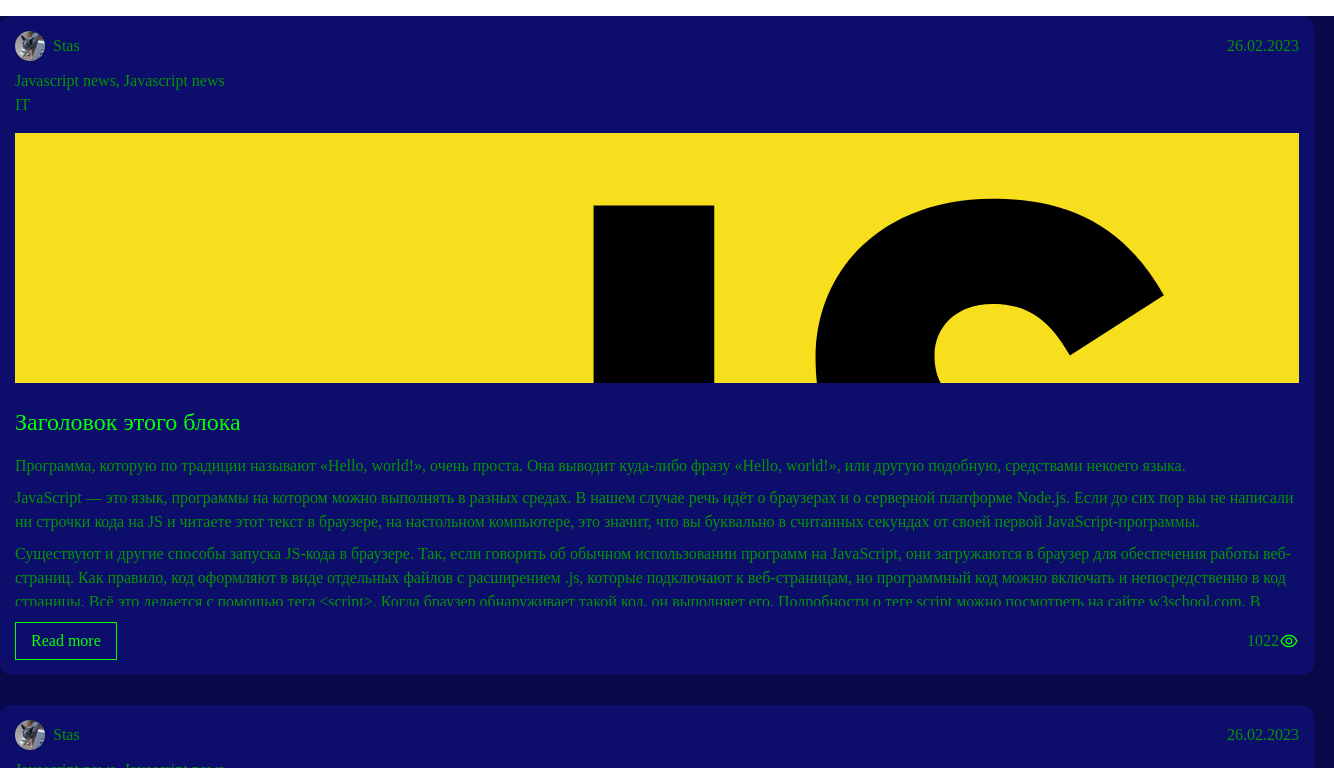 Stas 26.02.2023
Javascript news, Javascript news
IT
JS
Заголовок этого блока
Программа, которую по традиции называют «Hello, world!», очень проста. Она выводит куда-либо фразу «Hello, world!», или другую подобную, средствами некоего языка.
JavaScript — это язык, программы на котором можно выполнять в разных средах. В нашем случае речь идёт о браузерах и о серверной платформе Node.js. Если до сих пор вы не написали
ни строчки кода на JS и читаете этот текст в браузере, на настольном компьютере, это значит, что вы буквально в считанных секундах от своей первой JavaScript-программы.
Существуют и другие способы запуска JS-кода в браузере. Так, если говорить об обычном использовании программ на JavaScript, они загружаются в браузер для обеспечения работы веб-
страниц. Как правило, код оформляют в виде отдельных файлов с расширением .js, которые подключают к веб-страницам, но программный код можно включать и непосредственно в код
страницы. Всё это делается с помощью тега <script>. Когда браузер обнаруживает такой код, он выполняет его. Подробности о теге script можно посмотреть на сайте w3school.com. В
Read more 1022
Stas 26.02.2023
Javascript news, Javascript news